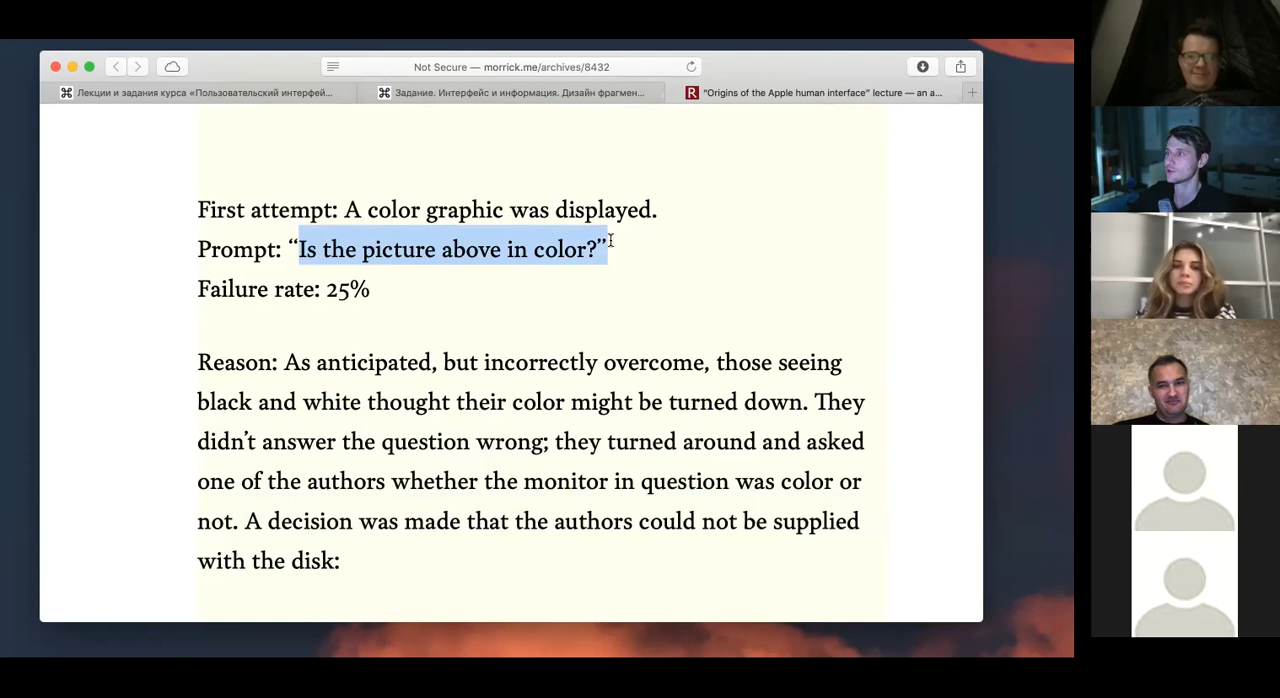 Not Secure — morrick.me/archives/8432
Лекции и задания курса «Пользовательский интерфей...
Задание. Интерфейс и информация. Дизайн фрагмен...
R "Origins of the Apple human interface" lecture — an a...
First attempt: A color graphic was displayed.
Prompt: “Is the picture above in color?”
Failure rate: 25%
Reason: As anticipated, but incorrectly overcome, those seeing
black and white thought their color might be turned down. They
didn’t answer the question wrong; they turned around and asked
one of the authors whether the monitor in question was color or
not. A decision was made that the authors could not be supplied
with the disk: